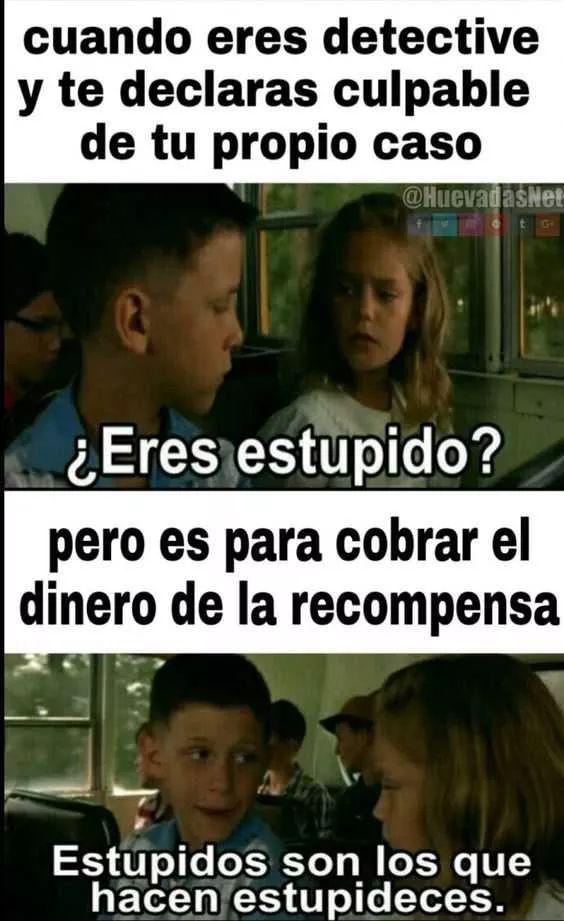 cuando eres detective
y te declaras culpable
de tu propio caso
@HuevadasNet
f t G+
¿Eres estupido?
pero es para cobrar el
dinero de la recompensa
Estupidos son los que
hacen estupideces.